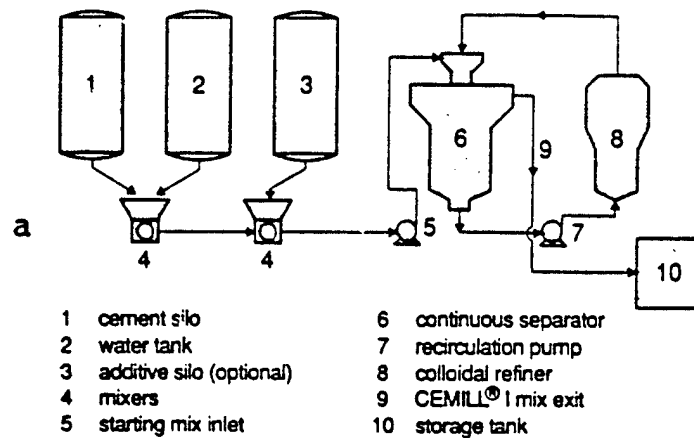 1 2 3 6 8
9
a 4 4 5 7
10
1 cement silo
2 water tank
3 additive silo (optional)
4 mixers
5 starting mix inlet
6 continuous separator
7 recirculation pump
8 colloidal refiner
9 CEMILL® I mix exit
10 storage tank